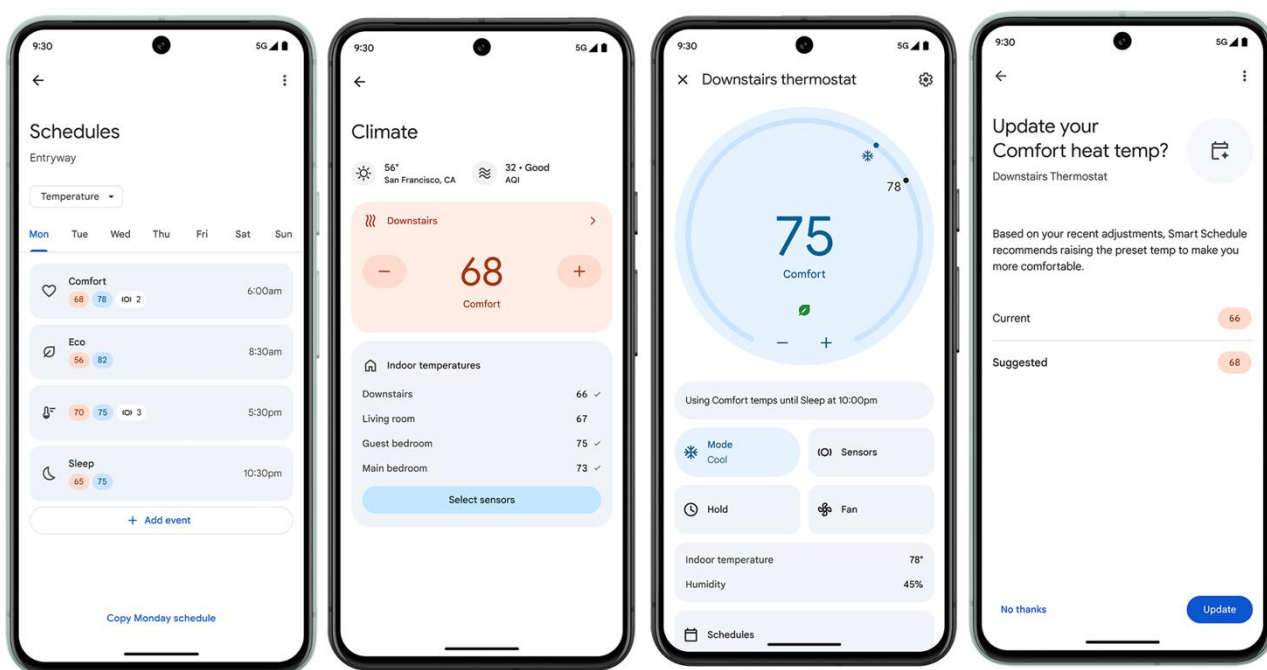 9:30
5G
Schedules
Entryway
Temperature
Mon Tue Wed Thu Fri Sat Sun
Comfort
68 78 2
6:00am
Eco
56 82
8:30am
70 75 3
5:30pm
Sleep
65 75
10:30pm
+ Add event
Copy Monday schedule
9:30
5G
Climate
56°
San Francisco, CA
32 • Good
AQI
Downstairs
− 68 +
Comfort
Indoor temperatures
Downstairs 66
Living room 67
Guest bedroom 75
Main bedroom 73
Select sensors
9:30
5G
Downstairs thermostat
78
75
Comfort
− +
Using Comfort temps until Sleep at 10:00pm
Mode
Cool
Sensors
Hold
Fan
Indoor temperature 78°
Humidity 45%
Schedules
9:30
5G
Update your
Comfort heat temp?
Downstairs Thermostat
Based on your recent adjustments, Smart Schedule
recommends raising the preset temp to make you
more comfortable.
Current 66
Suggested 68
No thanks
Update